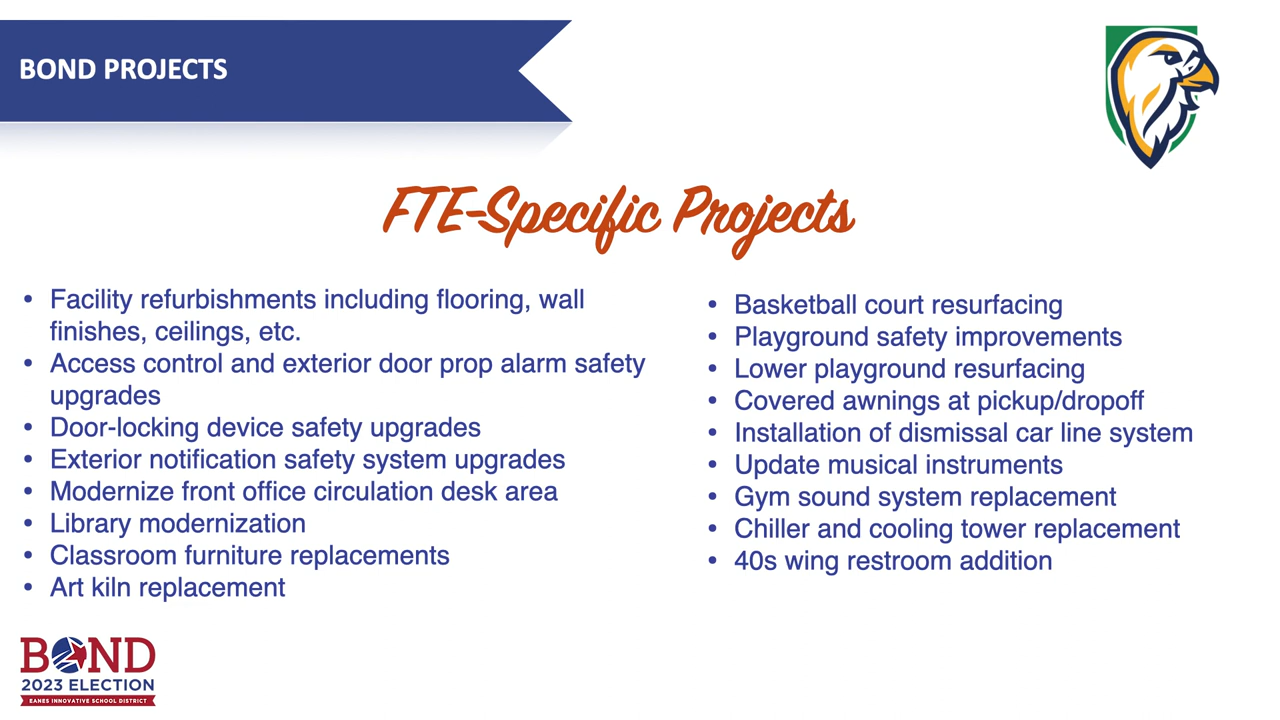 BOND PROJECTS
FTE-Specific Projects
• Facility refurbishments including flooring, wall
finishes, ceilings, etc.
• Access control and exterior door prop alarm safety
upgrades
• Door-locking device safety upgrades
• Exterior notification safety system upgrades
• Modernize front office circulation desk area
• Library modernization
• Classroom furniture replacements
• Art kiln replacement
• Basketball court resurfacing
• Playground safety improvements
• Lower playground resurfacing
• Covered awnings at pickup/dropoff
• Installation of dismissal car line system
• Update musical instruments
• Gym sound system replacement
• Chiller and cooling tower replacement
• 40s wing restroom addition
BOND
2023 ELECTION
EANES INNOVATIVE SCHOOL DISTRICT